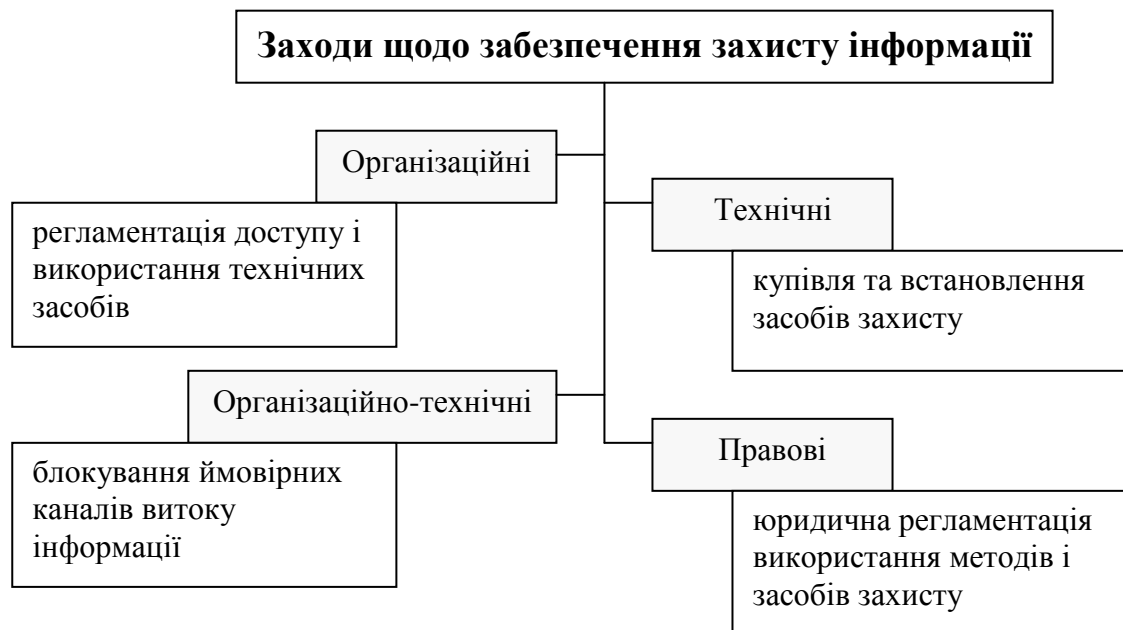 Заходи щодо забезпечення захисту інформації
Організаційні
регламентація доступу і
використання технічних
засобів
Технічні
купівля та встановлення
засобів захисту
Організаційно-технічні
блокування ймовірних
каналів витоку
інформації
Правові
юридична регламентація
використання методів і
засобів захисту